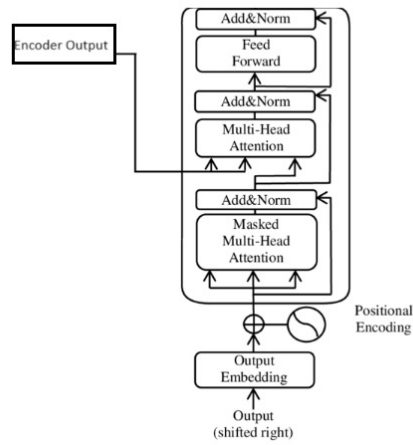 Add&Norm
Encoder Output
Feed
Forward
Add&Norm
Multi-Head
Attention
Add&Norm
Masked
Multi-Head
Attention
Positional
Encoding
Output
Embedding
Output
(shifted right)